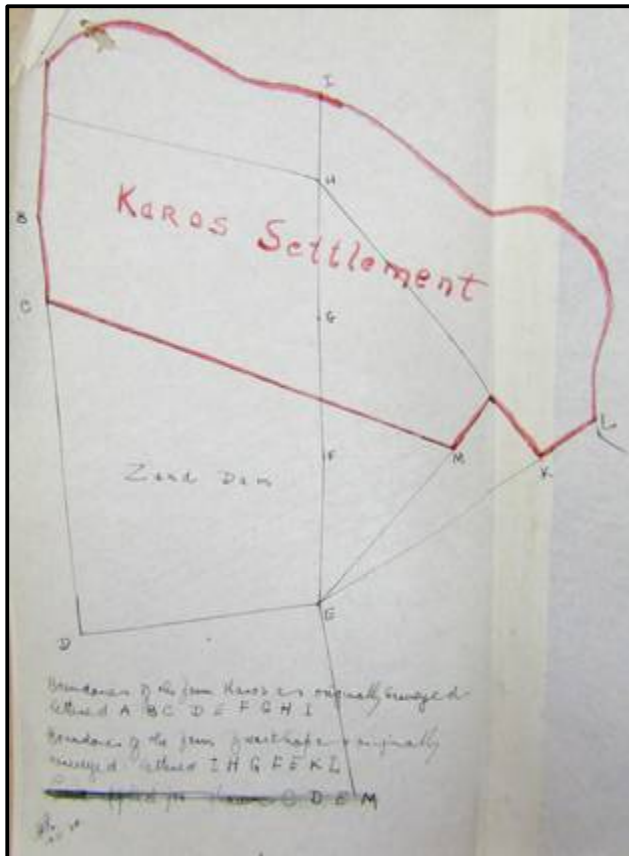 I
H
Karos Settlement
B
G
C
F
M
L
K
Zand Dam
E
D
Boundaries of the farm Karos as originally surveyed
lettered A B C D E F G H I
Boundaries of the farm as originally
surveyed lettered I H G F E K L
D E M